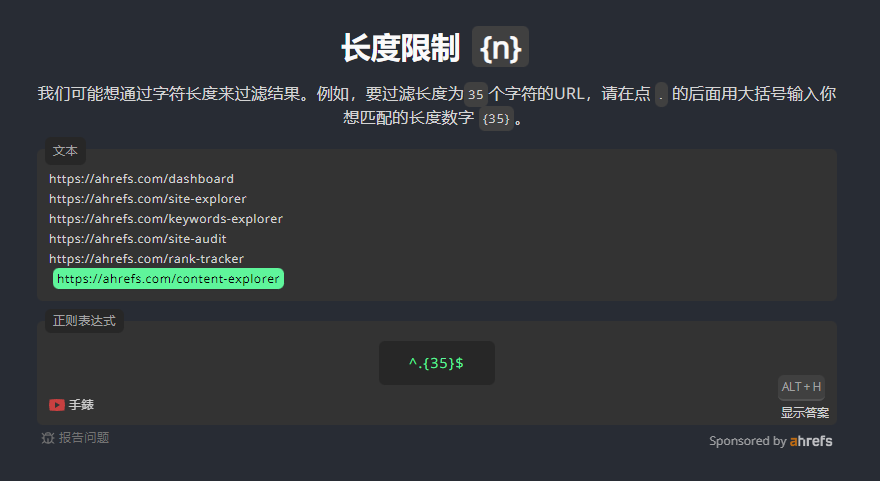 长度限制 {n}
我们可能想通过字符长度来过滤结果。例如，要过滤长度为35个字符的URL，请在点 . 的后面用大括号输入你
想匹配的长度数字 {35}。
文本
https://ahrefs.com/dashboard
https://ahrefs.com/site-explorer
https://ahrefs.com/keywords-explorer
https://ahrefs.com/site-audit
https://ahrefs.com/rank-tracker
https://ahrefs.com/content-explorer
正则表达式
^.{35}$
ALT + H
手錶
显示答案
报告问题
Sponsored by ahrefs